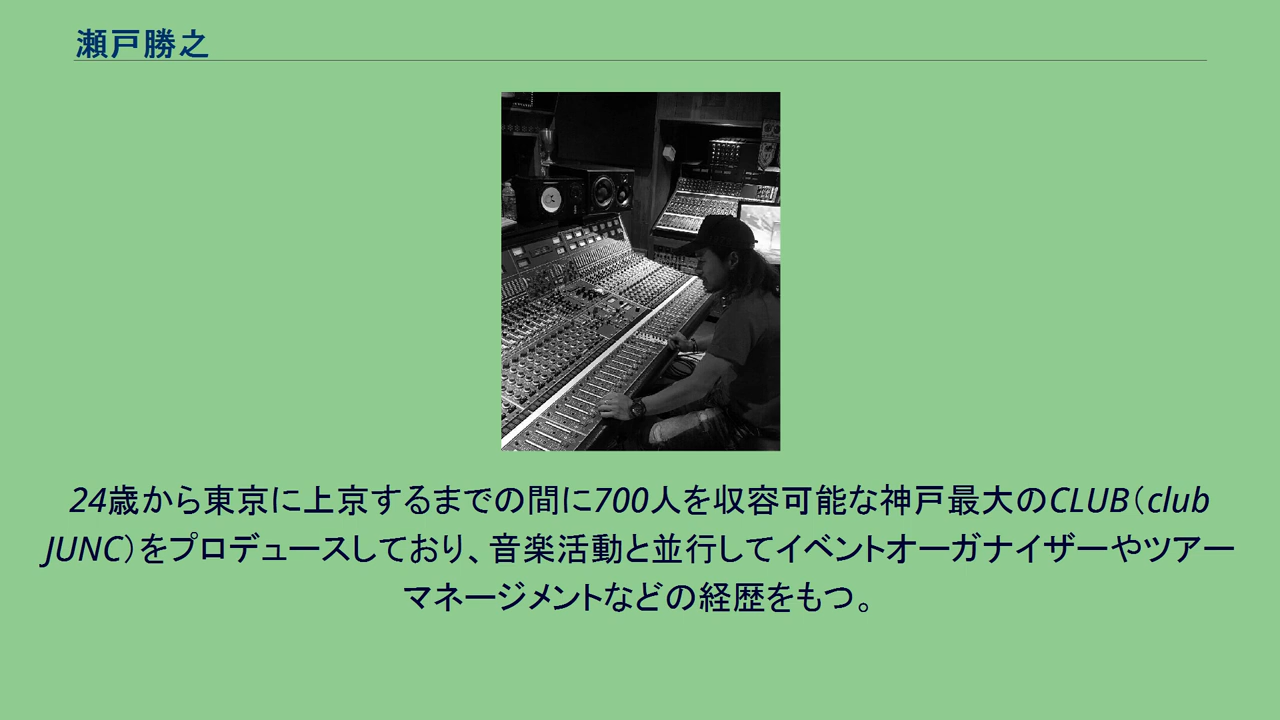 瀬戸勝之
24歳から東京に上京するまでの間に700人を収容可能な神戸最大のCLUB（club
JUNC）をプロデュースしており、音楽活動と並行してイベントオーガナイザーやツアー
マネージメントなどの経歴をもつ。